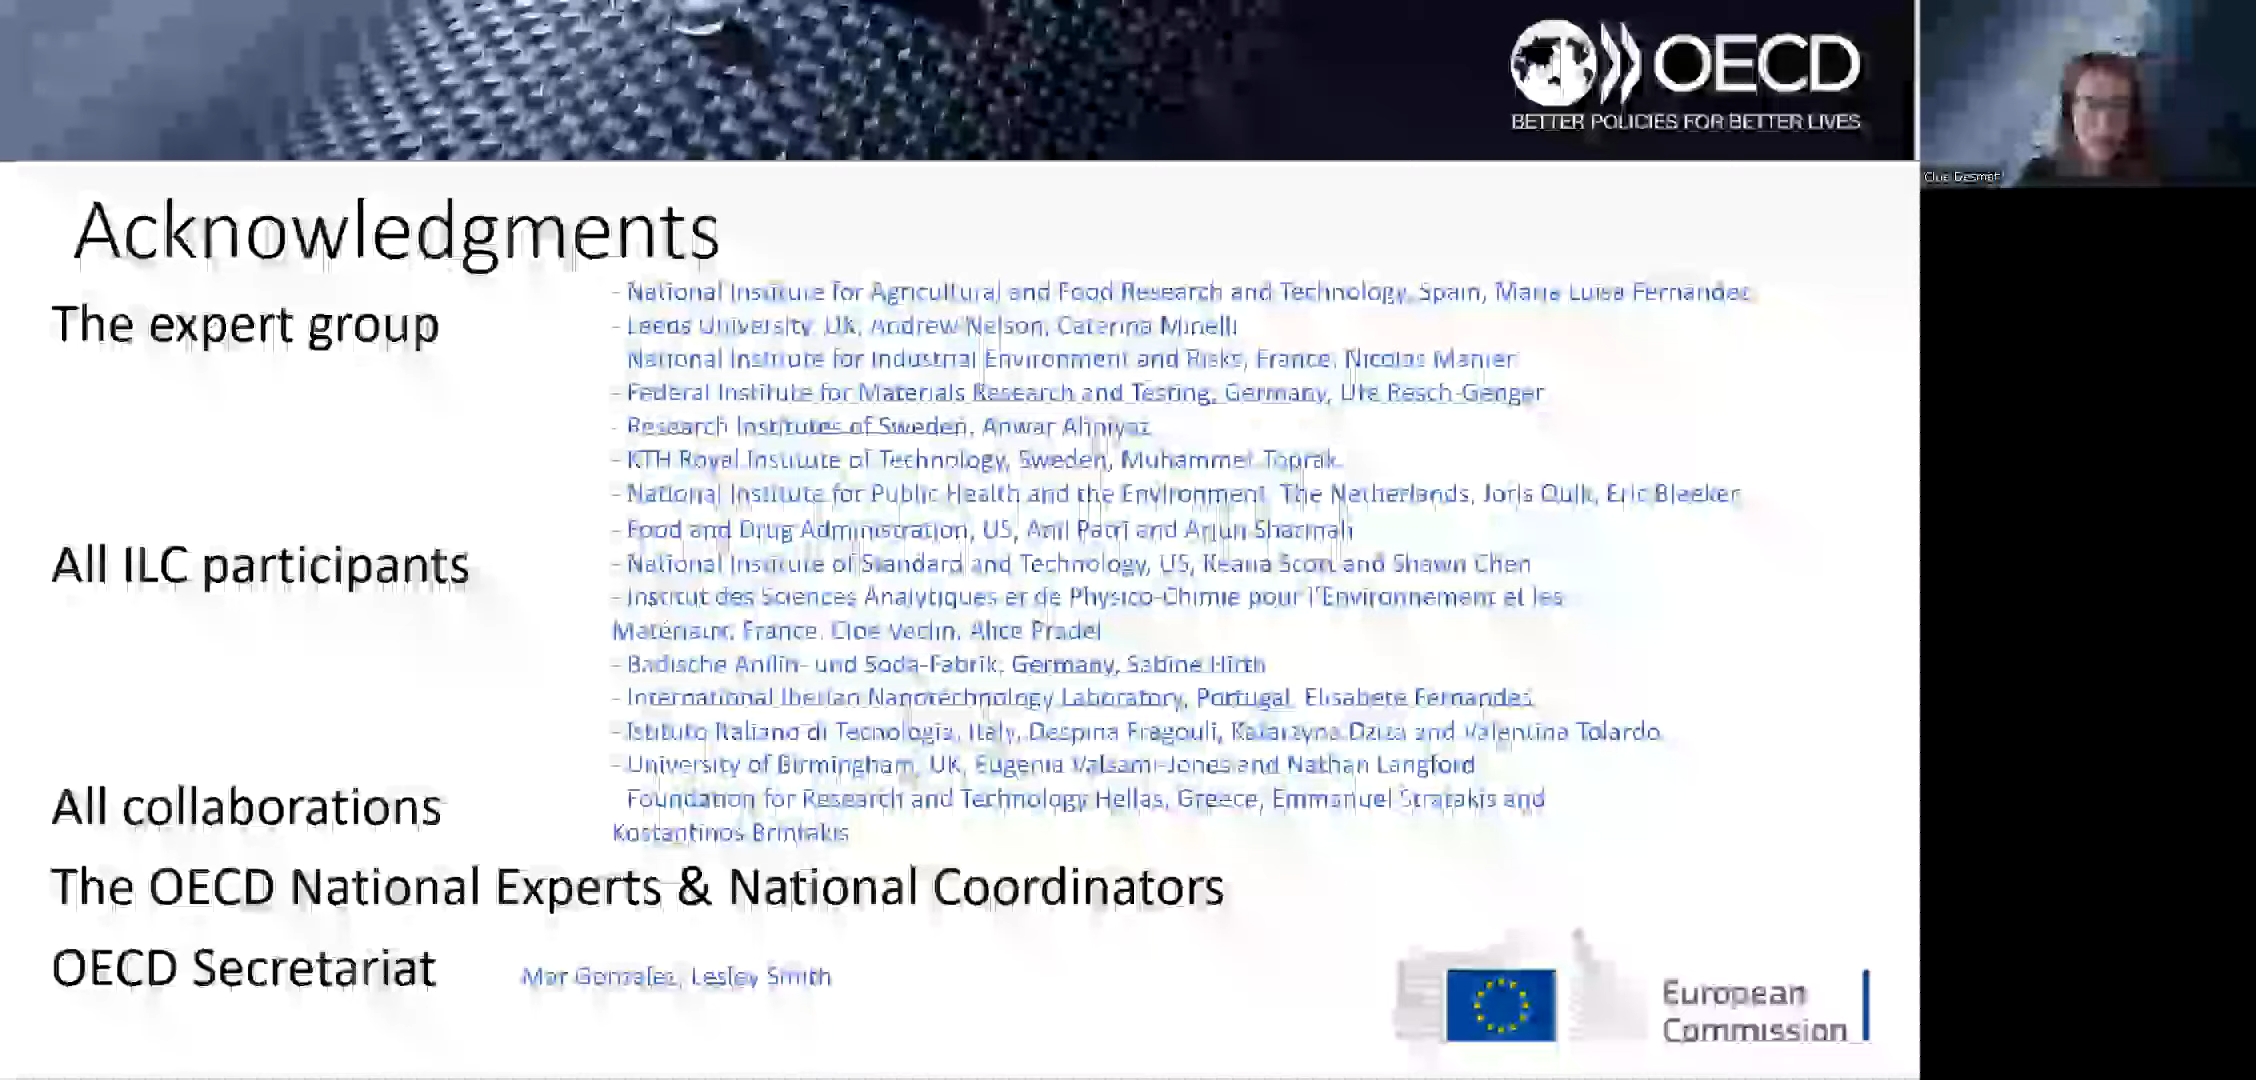 OECD
BETTER POLICIES FOR BETTER LIVES
Acknowledgments
The expert group
- National Institute for Agricultural and Food Research and Technology, Spain, Maria Luisa Fernandez
- Leeds University, UK, Andrew Nelson, Caterina Minelli
National Institute for Industrial Environment and Risks, France, Nicolas Manier
- Federal Institute for Materials Research and Testing, Germany, Ute Resch-Genger
- Research Institutes of Sweden, Anwar Ahniyaz
- KTH Royal Institute of Technology, Sweden, Muhammet Toprak
- National Institute for Public Health and the Environment, The Netherlands, Joris Quik, Eric Bleeker
All ILC participants
- Food and Drug Administration, US, Anil Patri and Arjun
- National Institute of Standard and Technology, US, Keana Scott and Shawn Chen
- Institut des Sciences Analytiques et de Physico-Chimie pour l'Environnement et les
Materiaux, France, Cloe Veclin, Alice Pradel
- Badische Anilin- und Soda-Fabrik, Germany, Sabine Hirth
- International Iberian Nanotechnology Laboratory, Portugal, Elisabete Fernandes
- Istituto Italiano di Tecnologia, Italy, Despina Fragouli, Katarzyna and Valentina Tolardo
- University of Birmingham, UK, Eugenia Valsami-Jones and Nathan Langford
All collaborations
Foundation for Research and Technology Hellas, Greece, Emmanuel Stratakis and
Kostantinos Brintakis
The OECD National Experts & National Coordinators
OECD Secretariat
Mar Gonzalez, Lesley Smith
European
Commission